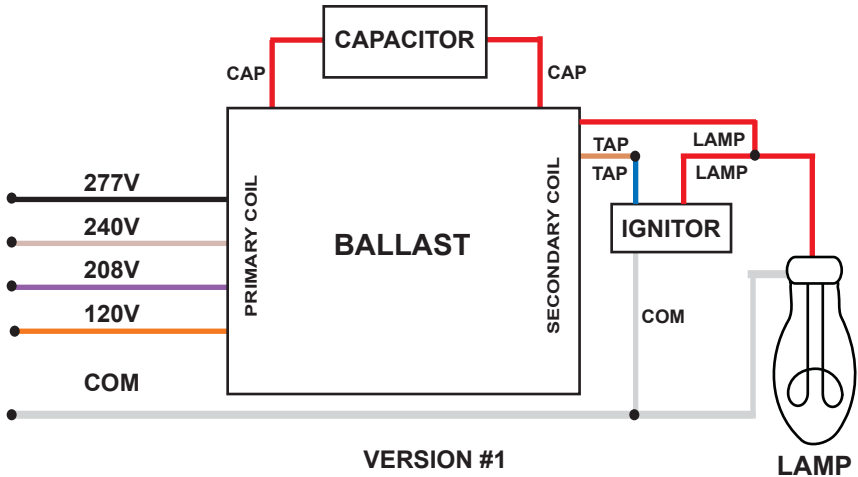 CAPACITOR
CAP
CAP
277V
240V
208V
120V
COM
PRIMARY COIL
BALLAST
SECONDARY COIL
TAP
TAP
LAMP
LAMP
IGNITOR
COM
VERSION #1
LAMP